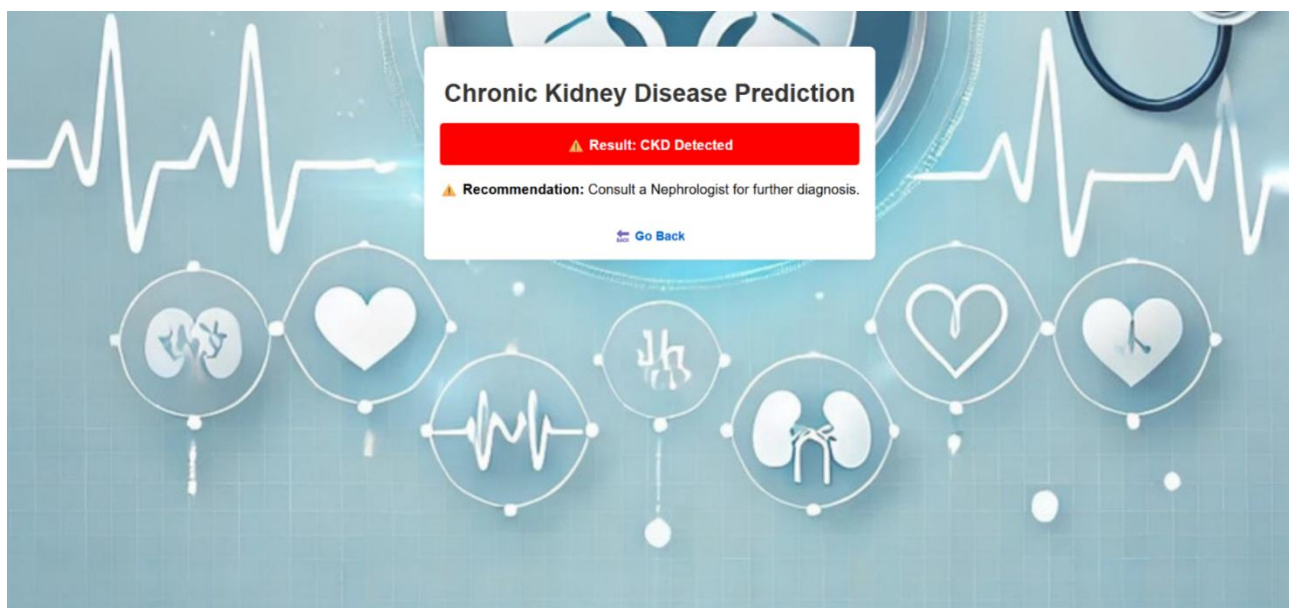 Chronic Kidney Disease Prediction
⚠️ Result: CKD Detected
⚠️ Recommendation: Consult a Nephrologist for further diagnosis.
🔙 Go Back